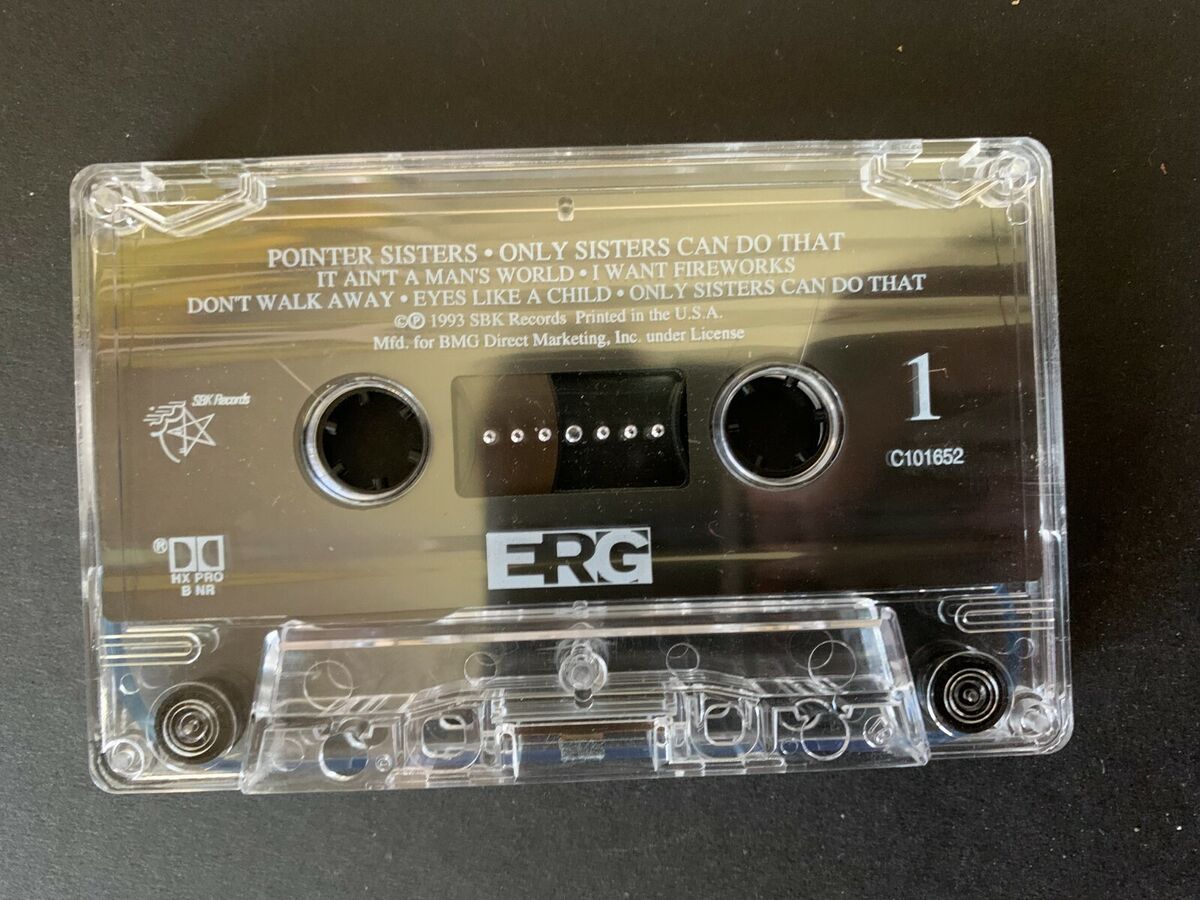 POINTER SISTERS • ONLY SISTERS CAN DO THAT
IT AIN'T A MAN'S WORLD • I WANT FIREWORKS
DON'T WALK AWAY • EYES LIKE A CHILD • ONLY SISTERS CAN DO THAT
©℗ 1993 SBK Records Printed in the U.S.A.
Mfd. for BMG Direct Marketing, Inc. under License
SBK Records
1
C101652
ERG
®
HX PRO
B NR